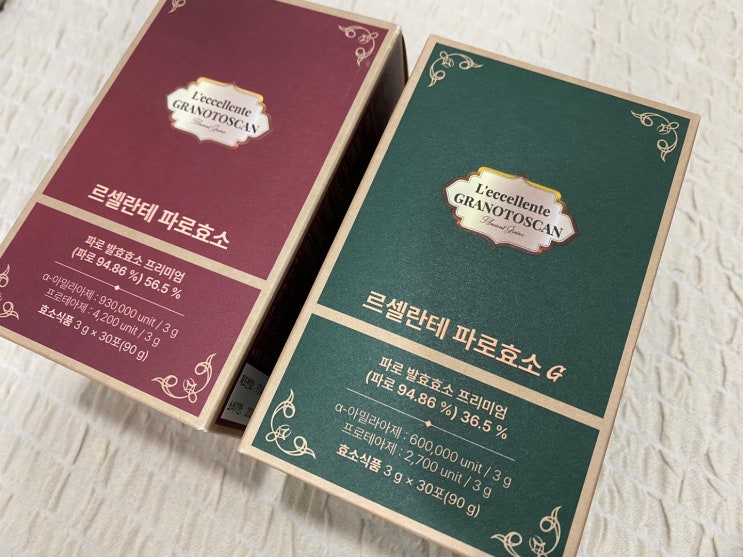 L'eccellente
GRANOTOSCAN
Ancient Grain
르셀란테 파로효소
파로 발효효소 프리미엄
(파로 94.86 %) 56.5 %
α-아밀라아제 : 930,000 unit / 3 g
프로테아제 : 4,200 unit / 3 g
효소식품 3 g × 30포(90 g)
L'eccellente
GRANOTOSCAN
Ancient Grain
르셀란테 파로효소 G
파로 발효효소 프리미엄
(파로 94.86 %) 36.5 %
α-아밀라아제 : 600,000 unit / 3 g
프로테아제 : 2,700 unit / 3 g
효소식품 3 g × 30포(90 g)